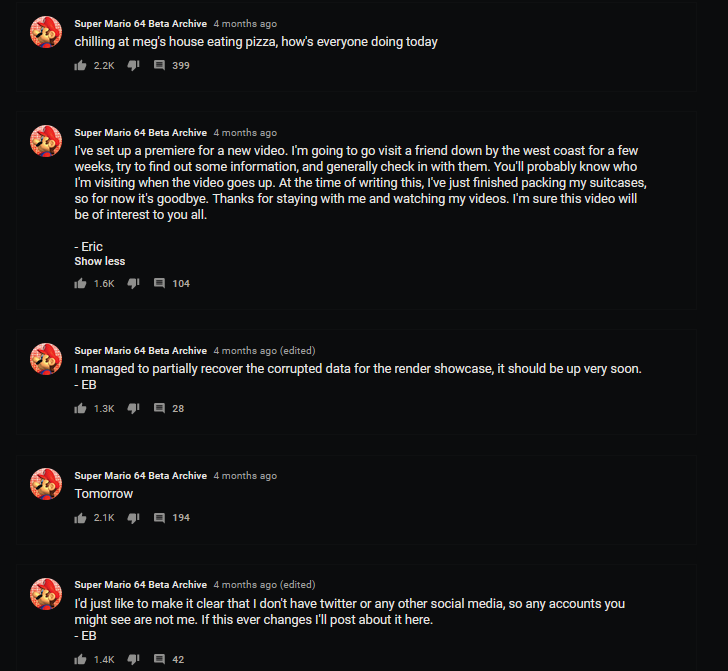 Super Mario 64 Beta Archive 4 months ago
chilling at meg's house eating pizza, how's everyone doing today
2.2K 399
Super Mario 64 Beta Archive 4 months ago
I've set up a premiere for a new video. I'm going to go visit a friend down by the west coast for a few
weeks, try to find out some information, and generally check in with them. You'll probably know who
I'm visiting when the video goes up. At the time of writing this, I've just finished packing my suitcases,
so for now it's goodbye. Thanks for staying with me and watching my videos. I'm sure this video will
be of interest to you all.
- Eric
Show less
1.6K 104
Super Mario 64 Beta Archive 4 months ago (edited)
I managed to partially recover the corrupted data for the render showcase, it should be up very soon.
- EB
1.3K 28
Super Mario 64 Beta Archive 4 months ago
Tomorrow
2.1K 194
Super Mario 64 Beta Archive 4 months ago (edited)
I'd just like to make it clear that I don't have twitter or any other social media, so any accounts you
might see are not me. If this ever changes I'll post about it here.
- EB
1.4K 42